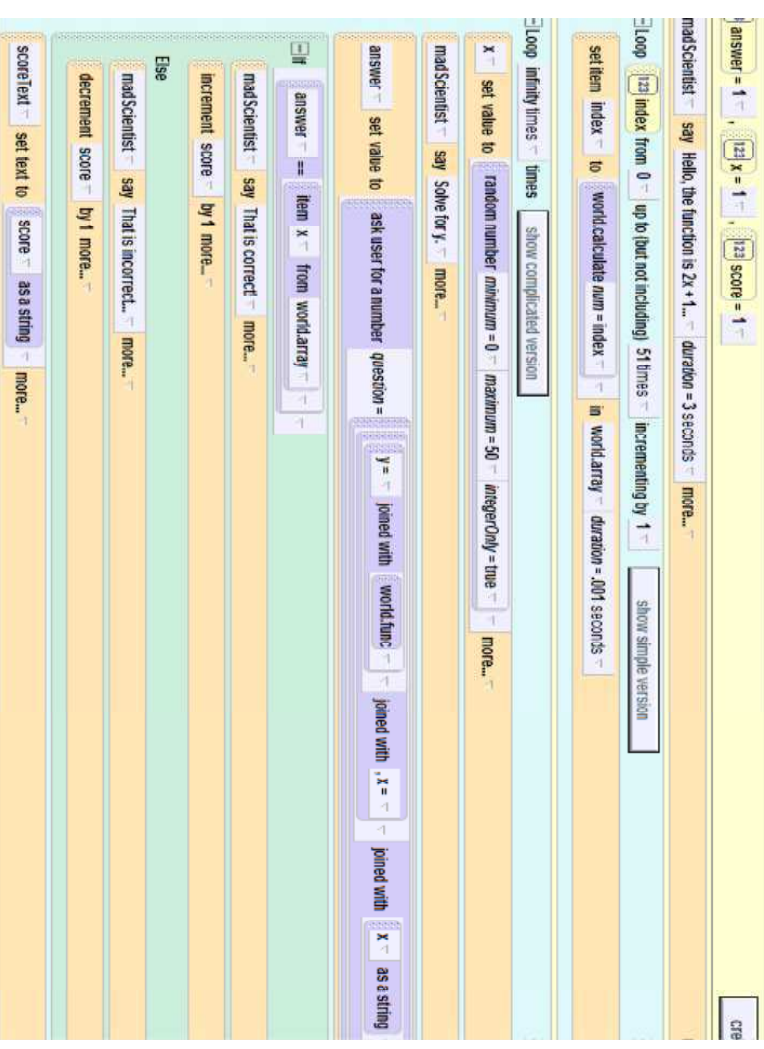 answer = 1 , 123 x = 1 , 123 score = 1
cre
madScientist say Hello, the function is 2x + 1... duration = 3 seconds more...
Loop 123 index from 0 up to (but not including) 51 times incrementing by 1 show simple version
set item index to world.calculate num = index in world.array duration = .001 seconds
Loop infinity times times show complicated version
x set value to random number minimum = 0 maximum = 50 integerOnly = true more...
madScientist say Solve for y. more...
answer set value to ask user for a number question = y = joined with world.func joined with , x = joined with x as a string
If answer == item x from world.array
madScientist say That is correct! more...
increment score by 1 more...
Else
madScientist say That is incorrect... more...
decrement score by 1 more...
scoreText set text to score as a string more...